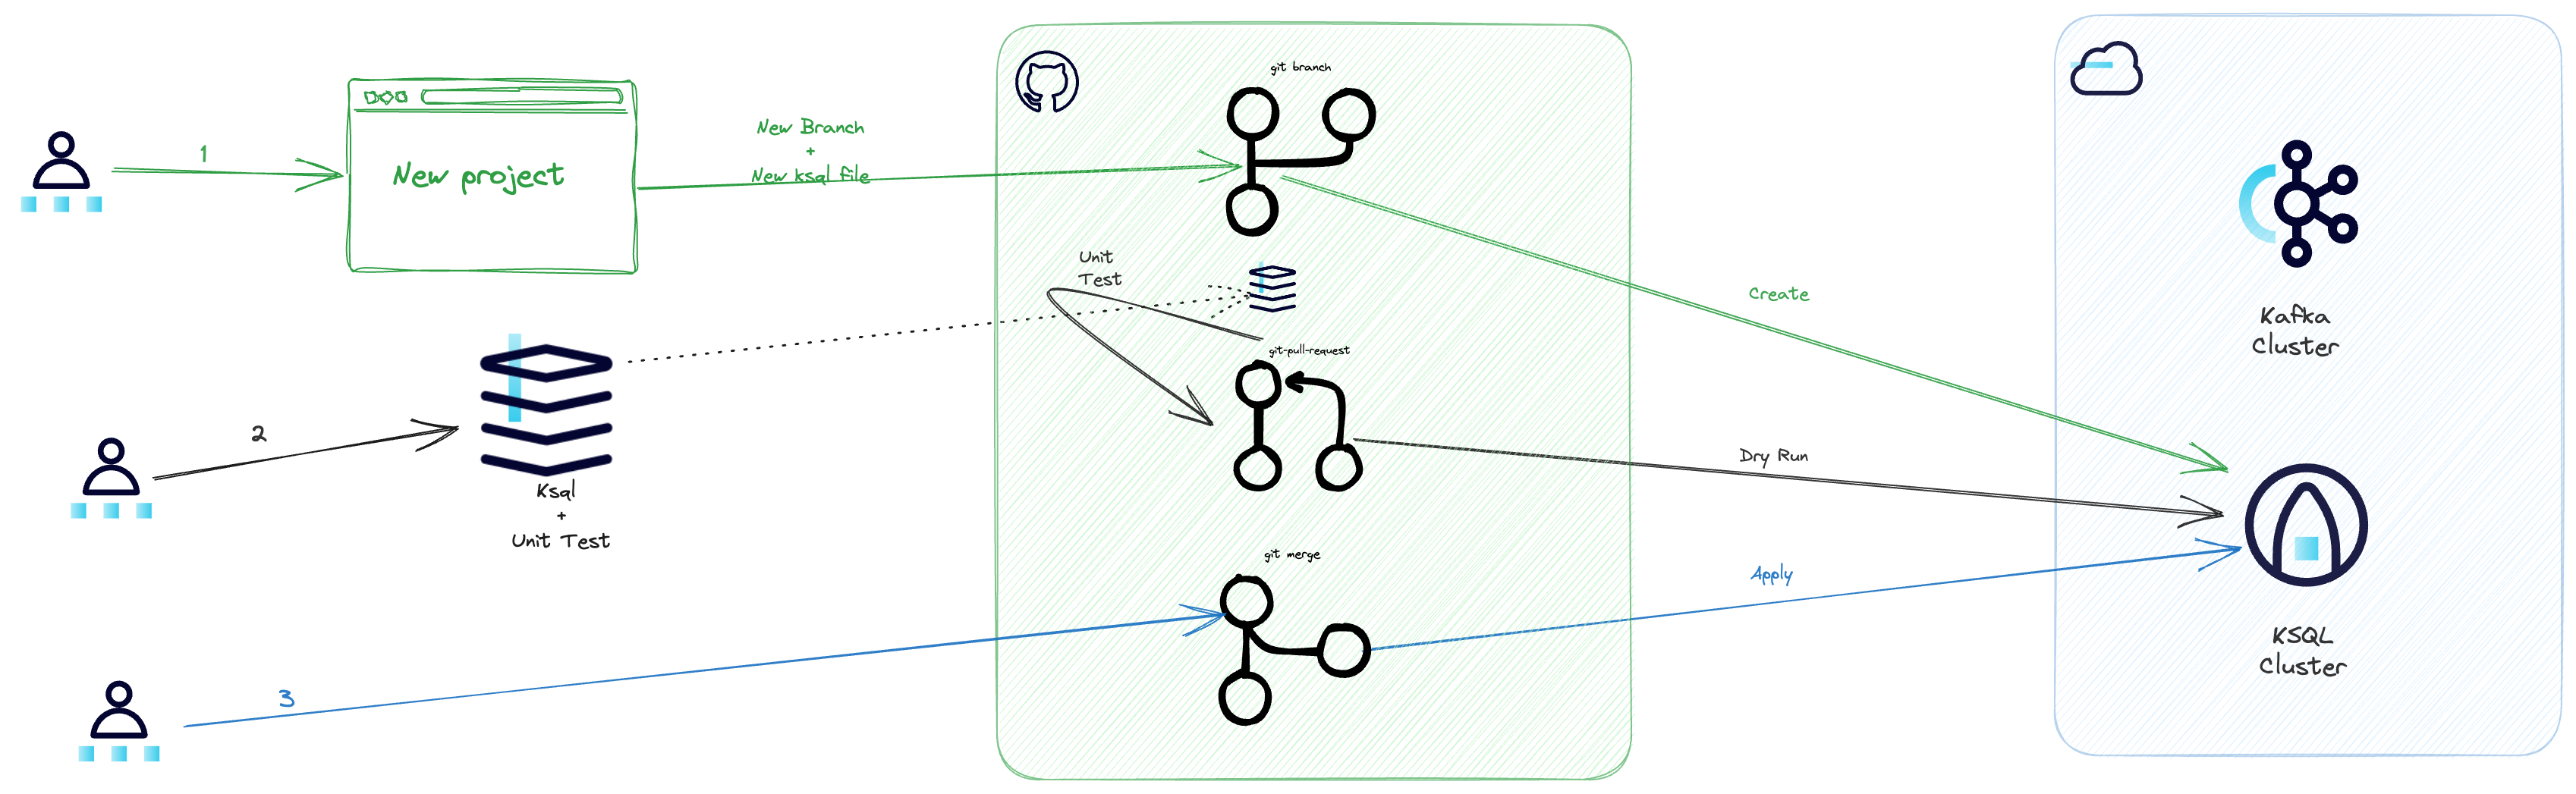 1
New project
New Branch
+
New ksql file
git branch
Unit
Test
Create
Kafka
Cluster
2
Ksql
+
Unit Test
git-pull-request
Dry Run
git merge
3
Apply
KSQL
Cluster